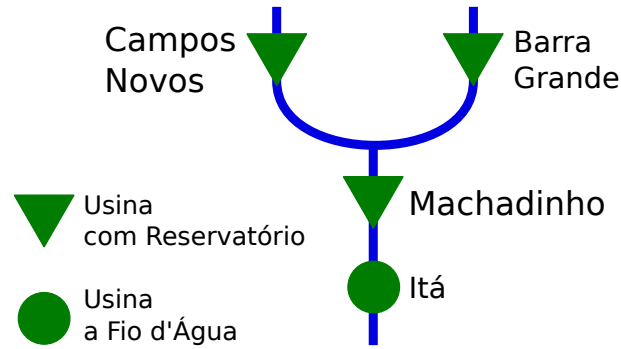 Campos
Novos
Barra
Grande
Machadinho
Usina
com Reservatório
Itá
Usina
a Fio d'Água